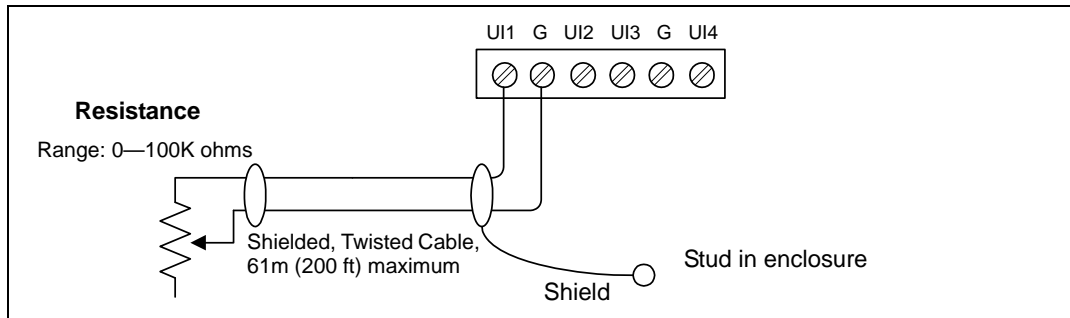 UI1 G UI2 UI3 G UI4
Resistance
Range: 0—100K ohms
Shielded, Twisted Cable,
61m (200 ft) maximum
Stud in enclosure
Shield